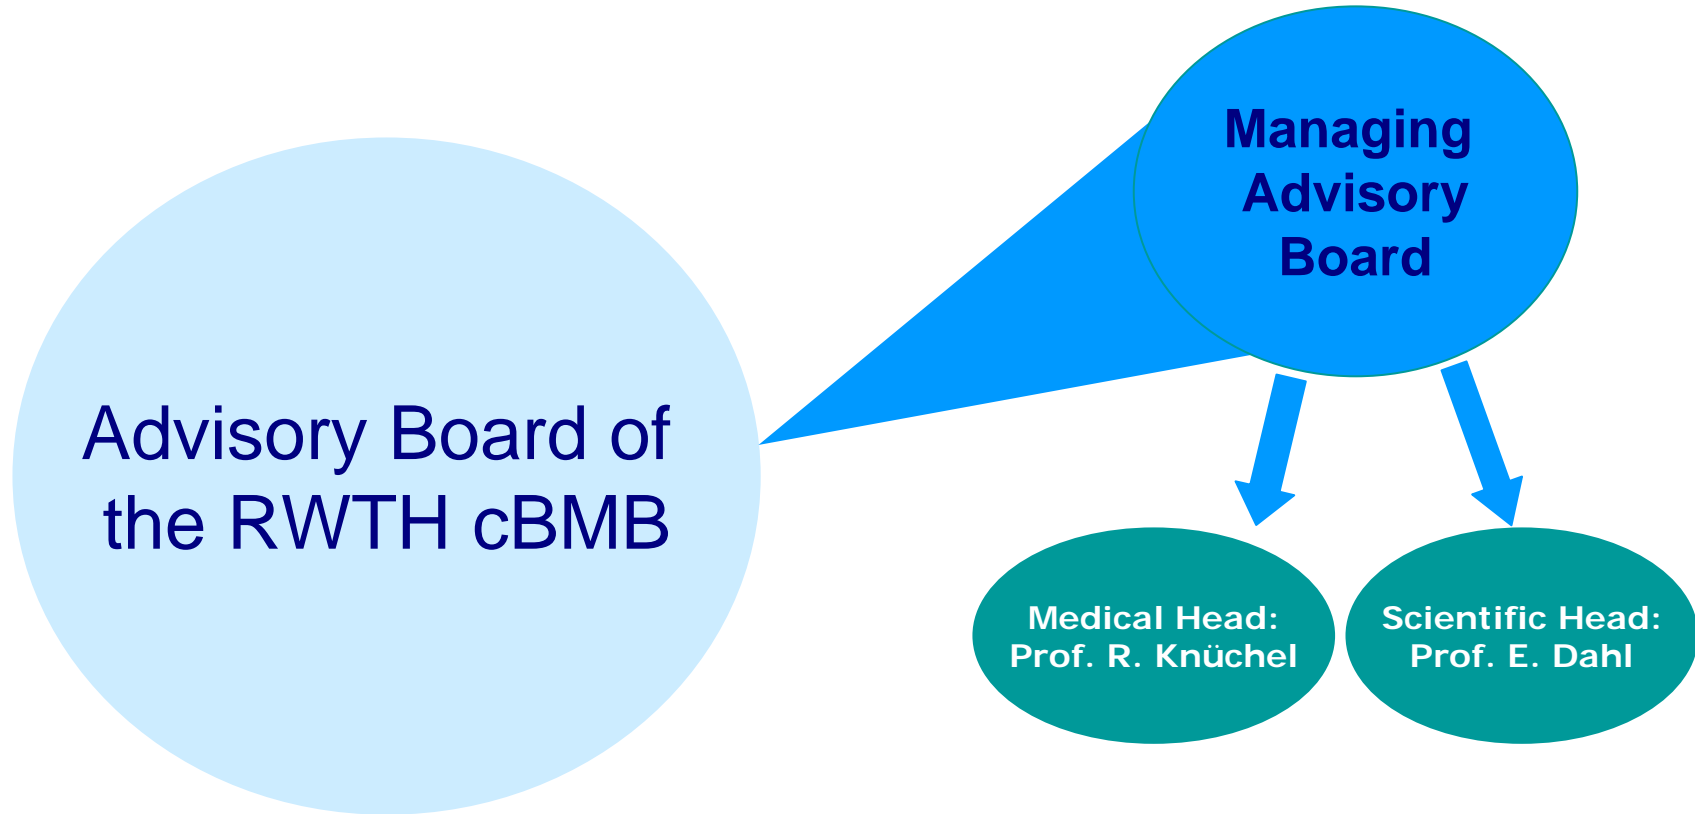 Managing
Advisory
Board
Advisory Board of
the RWTH cBMB
Medical Head:
Prof. R. Knüchel
Scientific Head:
Prof. E. Dahl